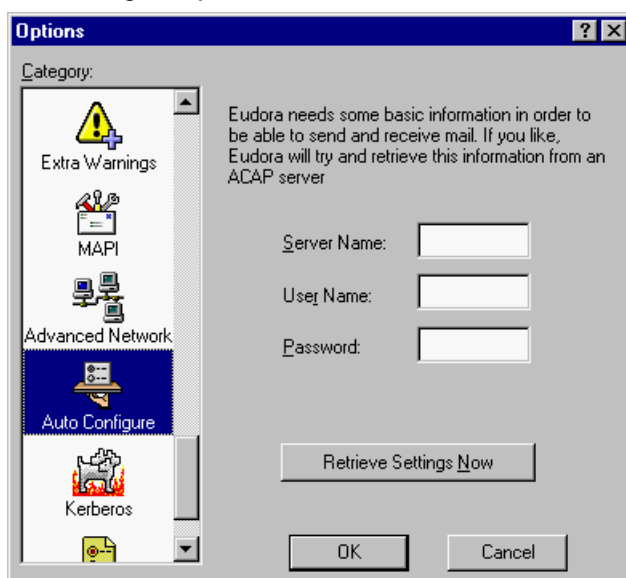 Options
Category:
Extra Warnings
MAPI
Advanced Network
Auto Configure
Kerberos
Eudora needs some basic information in order to
be able to send and receive mail. If you like,
Eudora will try and retrieve this information from an
ACAP server
Server Name:
User Name:
Password:
Retrieve Settings Now
OK
Cancel